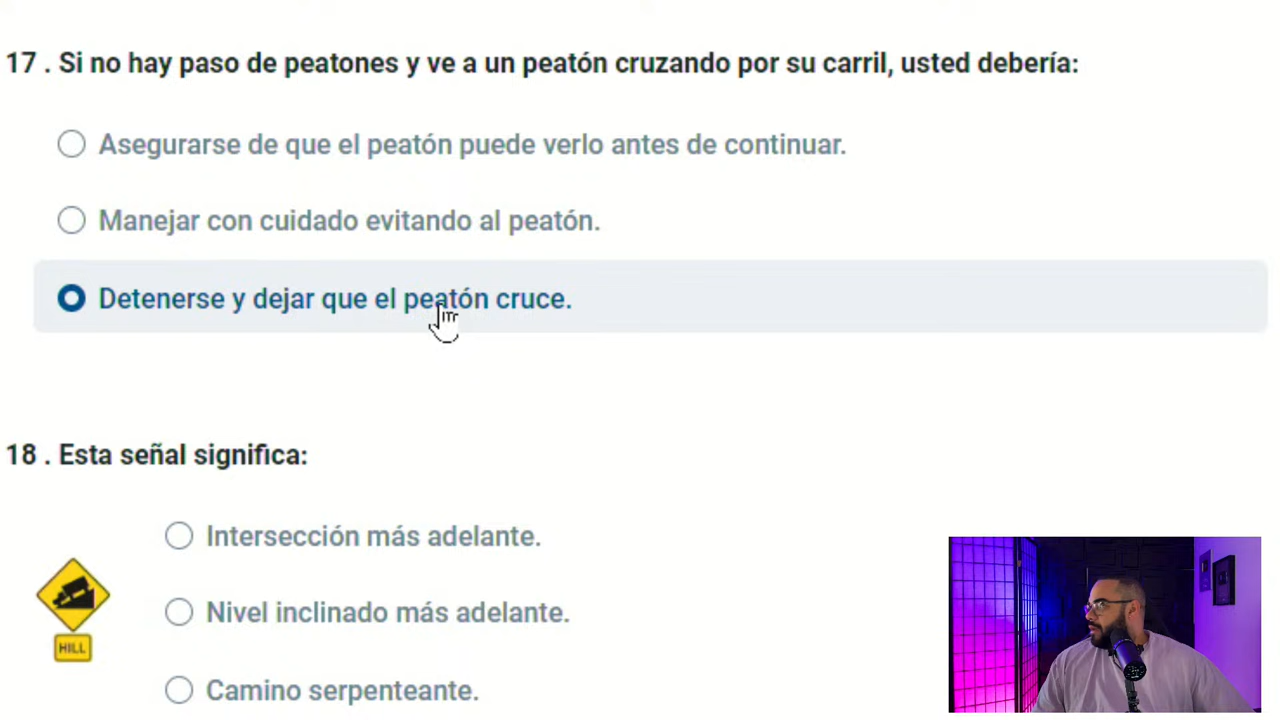 17 . Si no hay paso de peatones y ve a un peatón cruzando por su carril, usted debería:
Asegurarse de que el peatón puede verlo antes de continuar.
Manejar con cuidado evitando al peatón.
Detenerse y dejar que el peatón cruce.
18 . Esta señal significa:
Intersección más adelante.
Nivel inclinado más adelante.
HILL
Camino serpenteante.